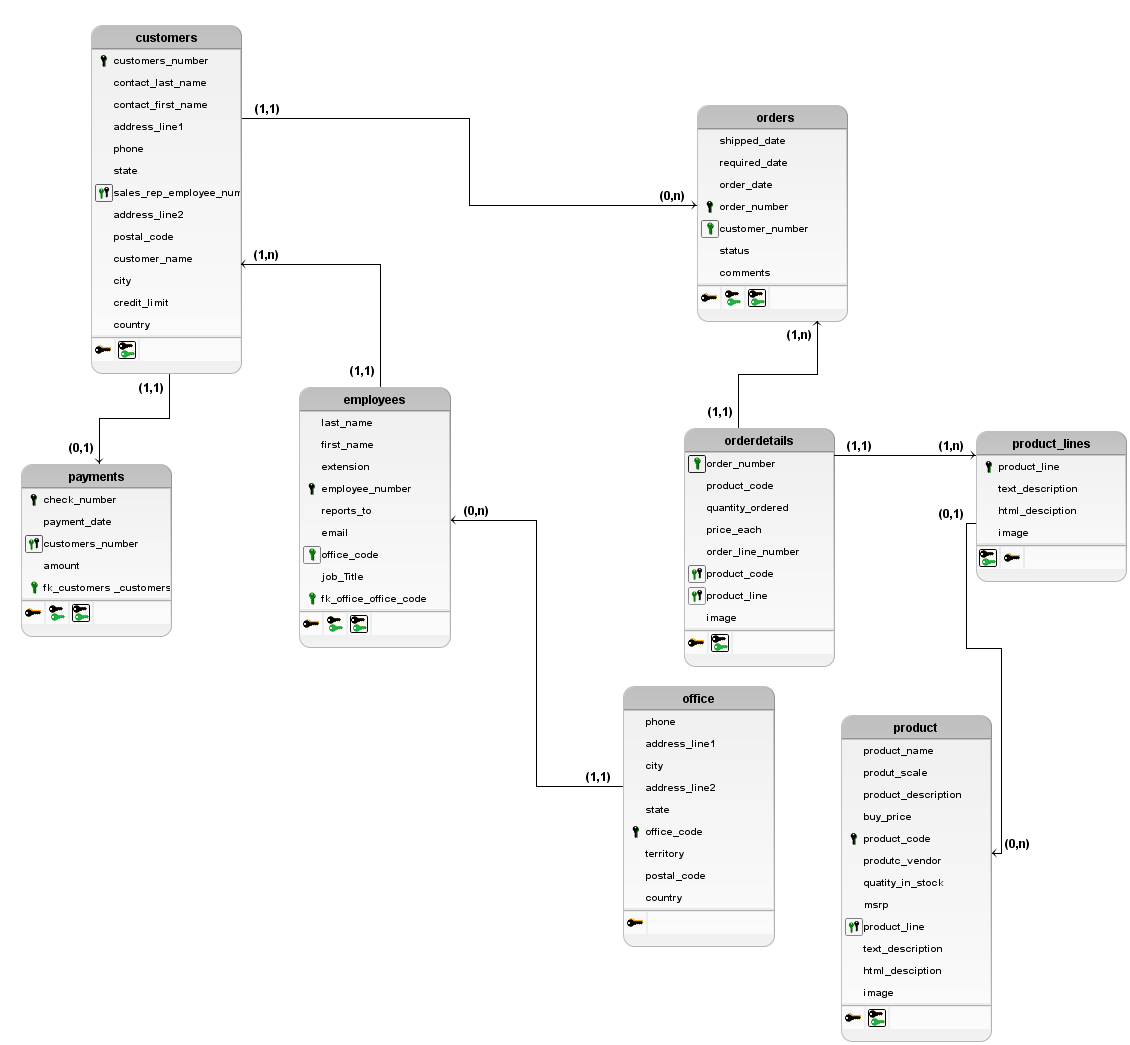 customers
customers_number
contact_last_name
contact_first_name
address_line1
phone
state
sales_rep_employee_num
address_line2
postal_code
customer_name
city
credit_limit
country
(1,1)
(0,n)
(1,n)
(1,1)
(1,1)
(0,1)
orders
shipped_date
required_date
order_date
order_number
customer_number
status
comments
(1,n)
(1,1)
payments
check_number
payment_date
customers_number
amount
fk_customers _customers
employees
last_name
first_name
extension
employee_number
reports_to
email
office_code
job_Title
fk_office_office_code
(0,n)
(1,1)
orderdetails
order_number
product_code
quantity_ordered
price_each
order_line_number
product_code
product_line
image
(1,1)
(1,n)
product_lines
product_line
text_description
html_desciption
image
(0,1)
(0,n)
office
phone
address_line1
city
address_line2
state
office_code
territory
postal_code
country
product
product_name
produt_scale
product_description
buy_price
product_code
produtc_vendor
quatity_in_stock
msrp
product_line
text_description
html_desciption
image